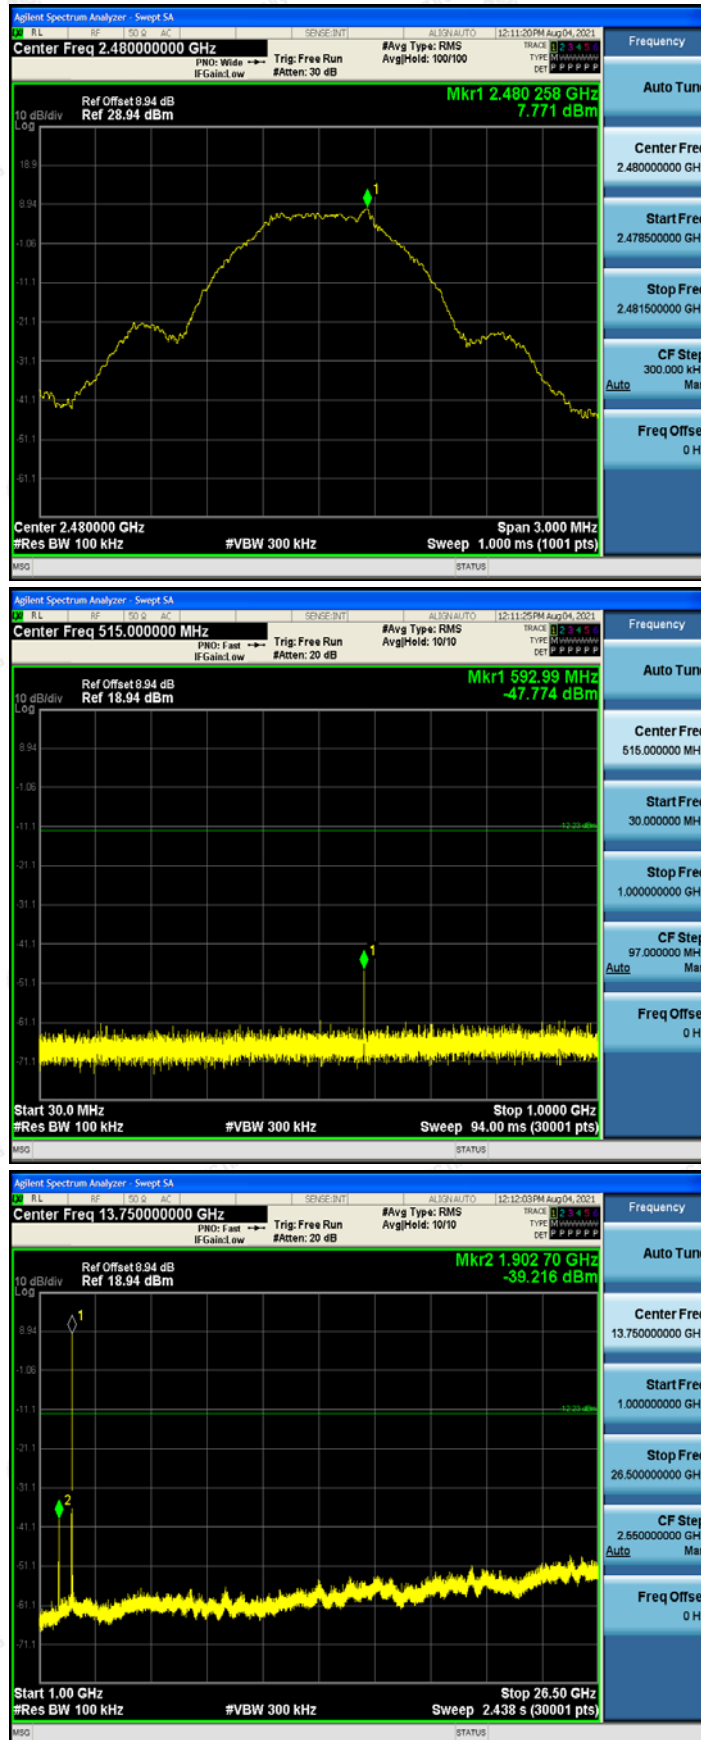 Agilent Spectrum Analyzer - Swept SA
RL RF 50 Ω AC SENSE:INT ALIGNAUTO 12:11:20PM Aug 04, 2021
Center Freq 2.480000000 GHz
PNO: Wide
IFGain:Low
Trig: Free Run
#Atten: 30 dB
#Avg Type: RMS
Avg|Hold: 100/100
TRACE 1 2 3 4 5 6
TYPE M
DET P P P P P P
Frequency
Ref Offset 8.94 dB
10 dB/div Ref 28.94 dBm
Log
Mkr1 2.480 258 GHz
7.771 dBm
18.9
8.94
-1.06
-11.1
-21.1
-31.1
-41.1
-51.1
-61.1
1
Center 2.480000 GHz Span 3.000 MHz
#Res BW 100 kHz #VBW 300 kHz Sweep 1.000 ms (1001 pts)
MSG STATUS
Auto Tun
Center Fre
2.480000000 GH
Start Fre
2.478500000 GH
Stop Fre
2.481500000 GH
CF Ste
300.000 kH
Auto Ma
Freq Offse
0 H
Agilent Spectrum Analyzer - Swept SA
RL RF 50 Ω AC SENSE:INT ALIGNAUTO 12:11:25PM Aug 04, 2021
Center Freq 515.000000 MHz
PNO: Fast
IFGain:Low
Trig: Free Run
#Atten: 20 dB
#Avg Type: RMS
Avg|Hold: 10/10
TRACE 1 2 3 4 5 6
TYPE M
DET P P P P P P
Frequency
Ref Offset 8.94 dB
10 dB/div Ref 18.94 dBm
Log
Mkr1 592.99 MHz
-47.774 dBm
8.94
-1.06
-11.1
-21.1
-31.1
-41.1
-51.1
-61.1
-71.1
-12.23 dBm
1
Start 30.0 MHz Stop 1.0000 GHz
#Res BW 100 kHz #VBW 300 kHz Sweep 94.00 ms (30001 pts)
MSG STATUS
Auto Tun
Center Fre
515.000000 MH
Start Fre
30.000000 MH
Stop Fre
1.000000000 GH
CF Ste
97.000000 MH
Auto Ma
Freq Offse
0 H
Agilent Spectrum Analyzer - Swept SA
RL RF 50 Ω AC SENSE:INT ALIGNAUTO 12:12:03PM Aug 04, 2021
Center Freq 13.750000000 GHz
PNO: Fast
IFGain:Low
Trig: Free Run
#Atten: 20 dB
#Avg Type: RMS
Avg|Hold: 10/10
TRACE 1 2 3 4 5 6
TYPE M
DET P P P P P P
Frequency
Ref Offset 8.94 dB
10 dB/div Ref 18.94 dBm
Log
Mkr2 1.902 70 GHz
-39.216 dBm
8.94
-1.06
-11.1
-21.1
-31.1
-41.1
-51.1
-61.1
-71.1
-12.23 dBm
1
2
Start 1.00 GHz Stop 26.50 GHz
#Res BW 100 kHz #VBW 300 kHz Sweep 2.438 s (30001 pts)
MSG STATUS
Auto Tun
Center Fre
13.750000000 GH
Start Fre
1.000000000 GH
Stop Fre
26.500000000 GH
CF Ste
2.550000000 GH
Auto Ma
Freq Offse
0 H